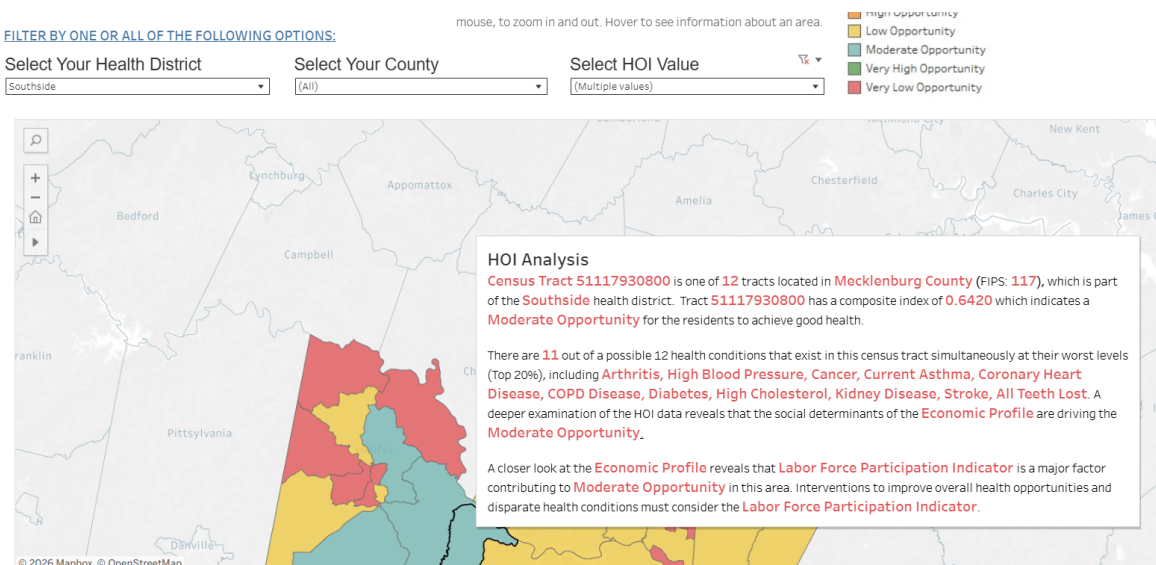 mouse, to zoom in and out. Hover to see information about an area.
High Opportunity
FILTER BY ONE OR ALL OF THE FOLLOWING OPTIONS:
Low Opportunity
Moderate Opportunity
Very High Opportunity
Very Low Opportunity
Select Your Health District
Southside
Select Your County
(All)
Select HOI Value
(Multiple values)
New Kent
Lynchburg
Appomattox
Chesterfield
Amelia
Charles City
Bedford
James C
Campbell
HOI Analysis
Census Tract 51117930800 is one of 12 tracts located in Mecklenburg County (FIPS: 117), which is part
of the Southside health district. Tract 51117930800 has a composite index of 0.6420 which indicates a
Moderate Opportunity for the residents to achieve good health.
There are 11 out of a possible 12 health conditions that exist in this census tract simultaneously at their worst levels
(Top 20%), including Arthritis, High Blood Pressure, Cancer, Current Asthma, Coronary Heart
Disease, COPD Disease, Diabetes, High Cholesterol, Kidney Disease, Stroke, All Teeth Lost. A
deeper examination of the HOI data reveals that the social determinants of the Economic Profile are driving the
Moderate Opportunity.
A closer look at the Economic Profile reveals that Labor Force Participation Indicator is a major factor
contributing to Moderate Opportunity in this area. Interventions to improve overall health opportunities and
disparate health conditions must consider the Labor Force Participation Indicator.
ranklin
Ch
Pittsylvania
Danville
© 2026 Mapbox © OpenStreetMap